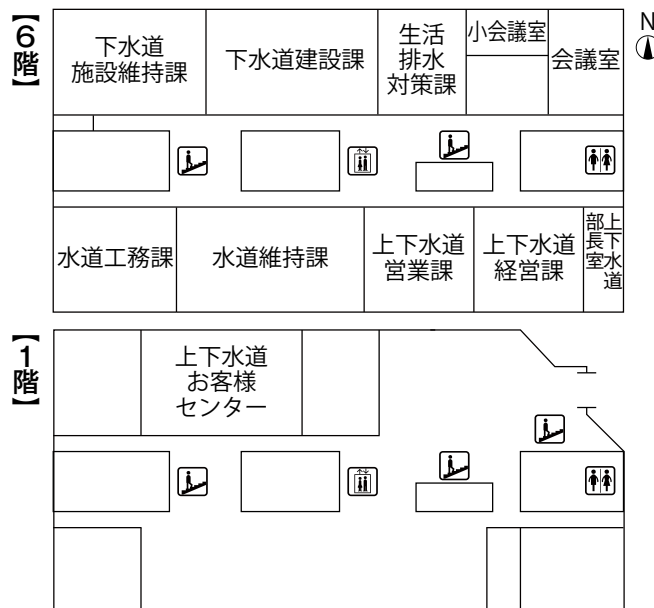 【6階】
下水道
施設維持課
下水道建設課
生活
排水
対策課
小会議室
会議室
N
水道工務課
水道維持課
上下水道
営業課
上下水道
経営課
上下水道
部長室
【1階】
上下水道
お客様
センター